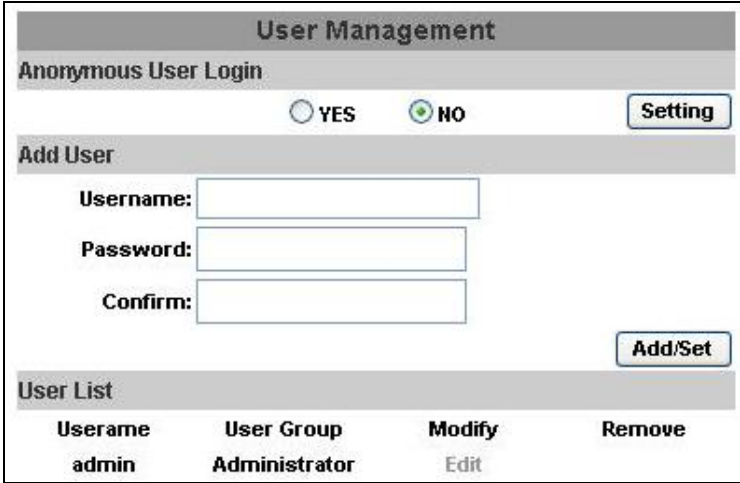 User Management
Anonymous User Login
YES NO Setting
Add User
Username:
Password:
Confirm:
Add/Set
User List
Userame User Group Modify Remove
admin Administrator Edit